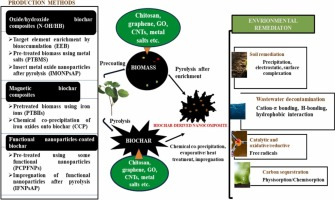 PRODUCTION METHODS
Oxide/hydroxide biochar
composites (N-OH/HB)
Target element enrichment by
bioaccumulation (EEB)
Pre-treated biomass using metal
salts (PTBMS)
Insert metal oxide nanoparticles
after pyrolysis (IMONPsAP)
Magnetic biochar
composites
Pretreated biomass using iron
ions (PTBIIs)
Chemical co-precipitation of
iron oxides onto biochar (CCP)
Functional nanoparticles-coated
biochar
Pre-treated using some
functional nanoparticles
(PCPFNPs)
Impregnation of functional
nanoparticles after pyrolysis
(IFNPsAP)
Chitosan,
graphene, GO,
CNTs, metal
salts etc.
Precoating
BIOMASS
Pyrolysis after
enrichment
BIOCHAR-DERIVED NANOCOMPOSITE
Pyrolysis
BIOCHAR
Chemical co precipitation,
evaporative heat
treatment, impregnation
Chitosan,
graphene, GO,
CNTs, metal
salts etc.
ENVRIONMENTAL
REMEDIATON
Soil remediation
Precipitation,
electrostatic, surface
complexation
Wastewater decontamination
Cation-π bonding, H-bonding,
hydrophobic interaction
Catalytic and
oxidative/reductive
Free radicals
Carbon sequestration
Physisorption/Chemisorption